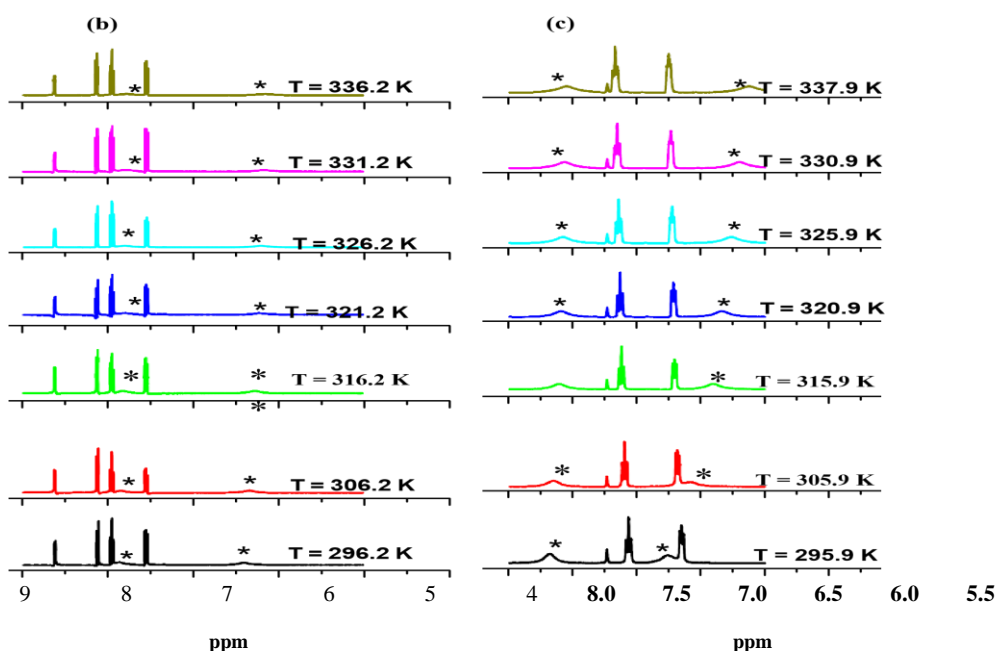 (b) (c)
* * T = 336.2 K
* * T = 337.9 K
* * T = 331.2 K
* * T = 330.9 K
* * T = 326.2 K
* * T = 325.9 K
* * T = 321.2 K
* * T = 320.9 K
* * T = 316.2 K
*
* T = 315.9 K
* * T = 306.2 K
* * T = 305.9 K
* * T = 296.2 K
* * T = 295.9 K
9 8 7 6 5 4 8.0 7.5 7.0 6.5 6.0 5.5
ppm ppm